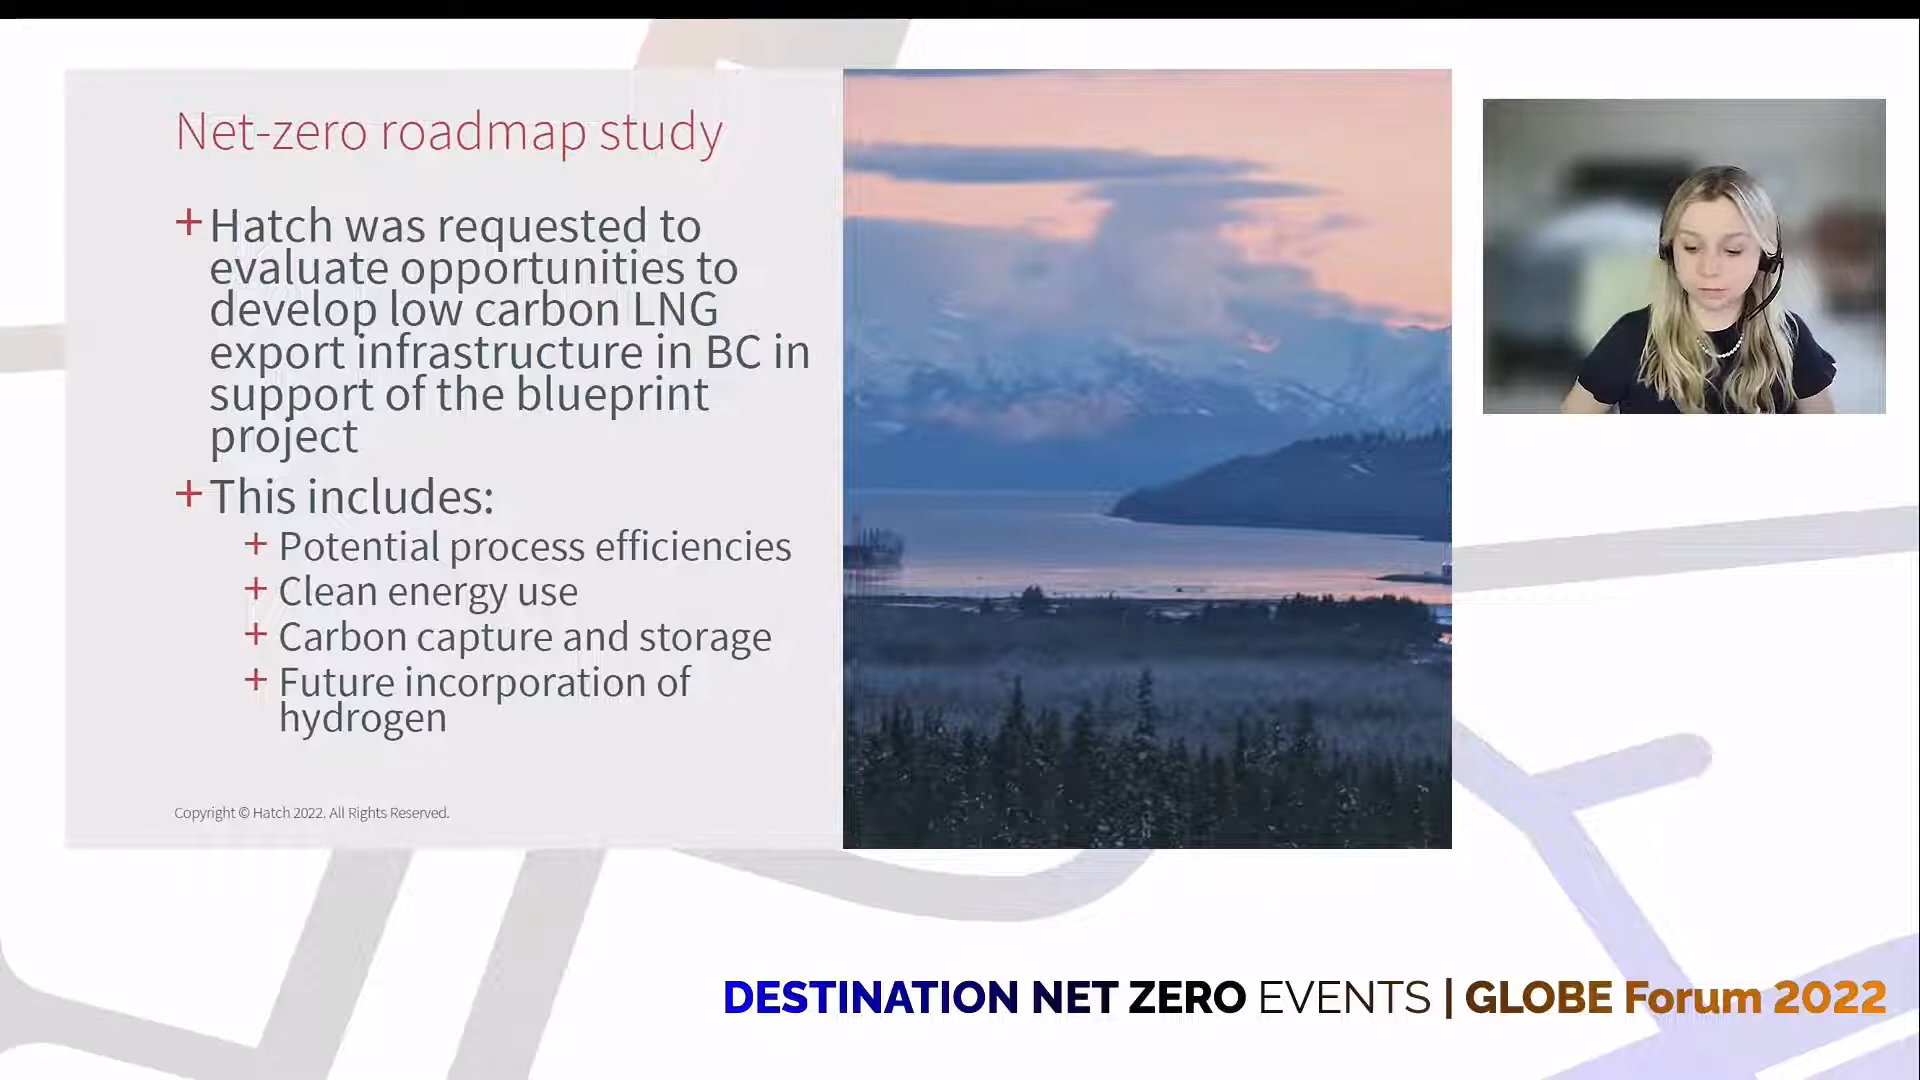 Net-zero roadmap study
+ Hatch was requested to
evaluate opportunities to
develop low carbon LNG
export infrastructure in BC in
support of the blueprint
project
+ This includes:
+ Potential process efficiencies
+ Clean energy use
+ Carbon capture and storage
+ Future incorporation of
hydrogen
Copyright © Hatch 2022. All Rights Reserved.
DESTINATION NET ZERO EVENTS | GLOBE Forum 2022